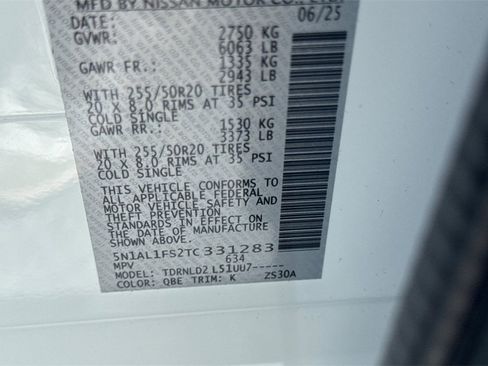 MFD BY NISSAN MOTOR CO., LTD.
DATE: 06/25
GVWR: 2750 KG
6063 LB
GAWR FR.: 1335 KG
2943 LB
WITH 255/50R20 TIRES
20 X 8.0 RIMS AT 35 PSI
COLD SINGLE
GAWR RR.: 1530 KG
3373 LB
WITH 255/50R20 TIRES
20 X 8.0 RIMS AT 35 PSI
COLD SINGLE
THIS VEHICLE CONFORMS TO
ALL APPLICABLE FEDERAL
MOTOR VEHICLE SAFETY AND
THEFT PREVENTION
STANDARDS IN EFFECT ON
THE DATE OF MANUFACTURE
SHOWN ABOVE.
5N1AL1FS2TC331283
MPV 634
MODEL: TDRNLD2 L51UU7-----
COLOR: QBE TRIM: K ZS30A